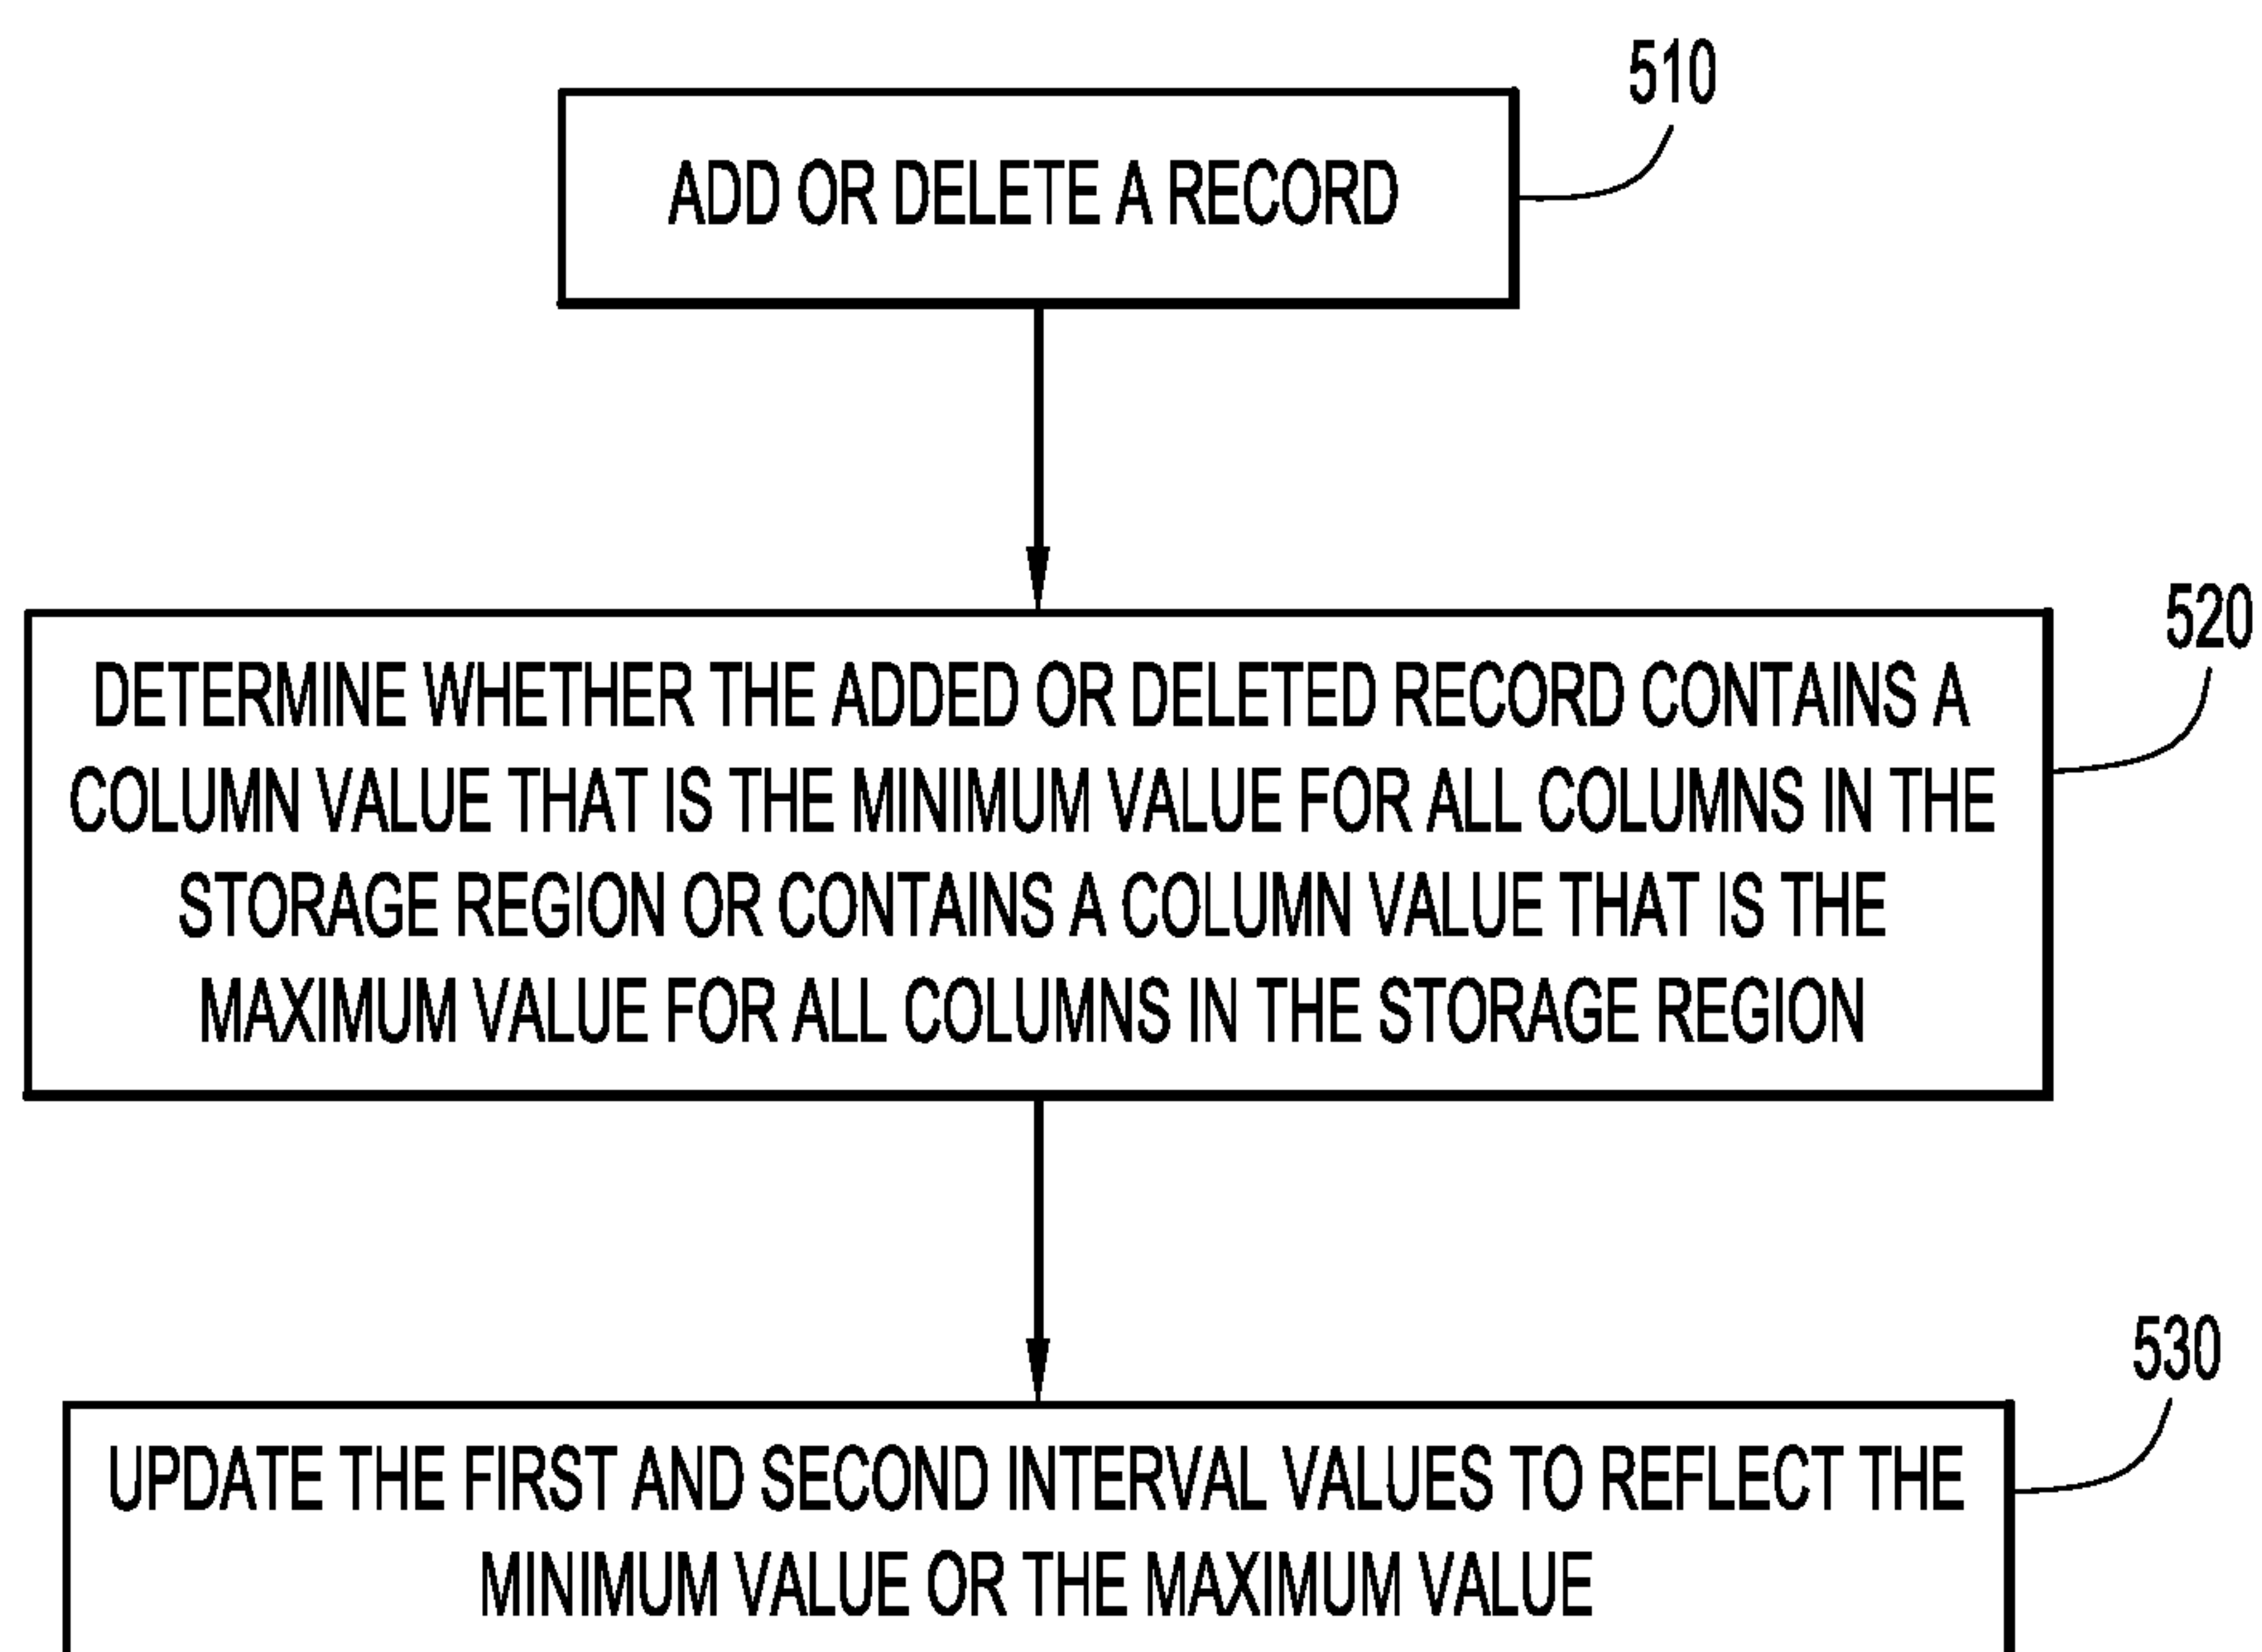 510
ADD OR DELETE A RECORD
520
DETERMINE WHETHER THE ADDED OR DELETED RECORD CONTAINS A
COLUMN VALUE THAT IS THE MINIMUM VALUE FOR ALL COLUMNS IN THE
STORAGE REGION OR CONTAINS A COLUMN VALUE THAT IS THE
MAXIMUM VALUE FOR ALL COLUMNS IN THE STORAGE REGION
530
UPDATE THE FIRST AND SECOND INTERVAL VALUES TO REFLECT THE
MINIMUM VALUE OR THE MAXIMUM VALUE